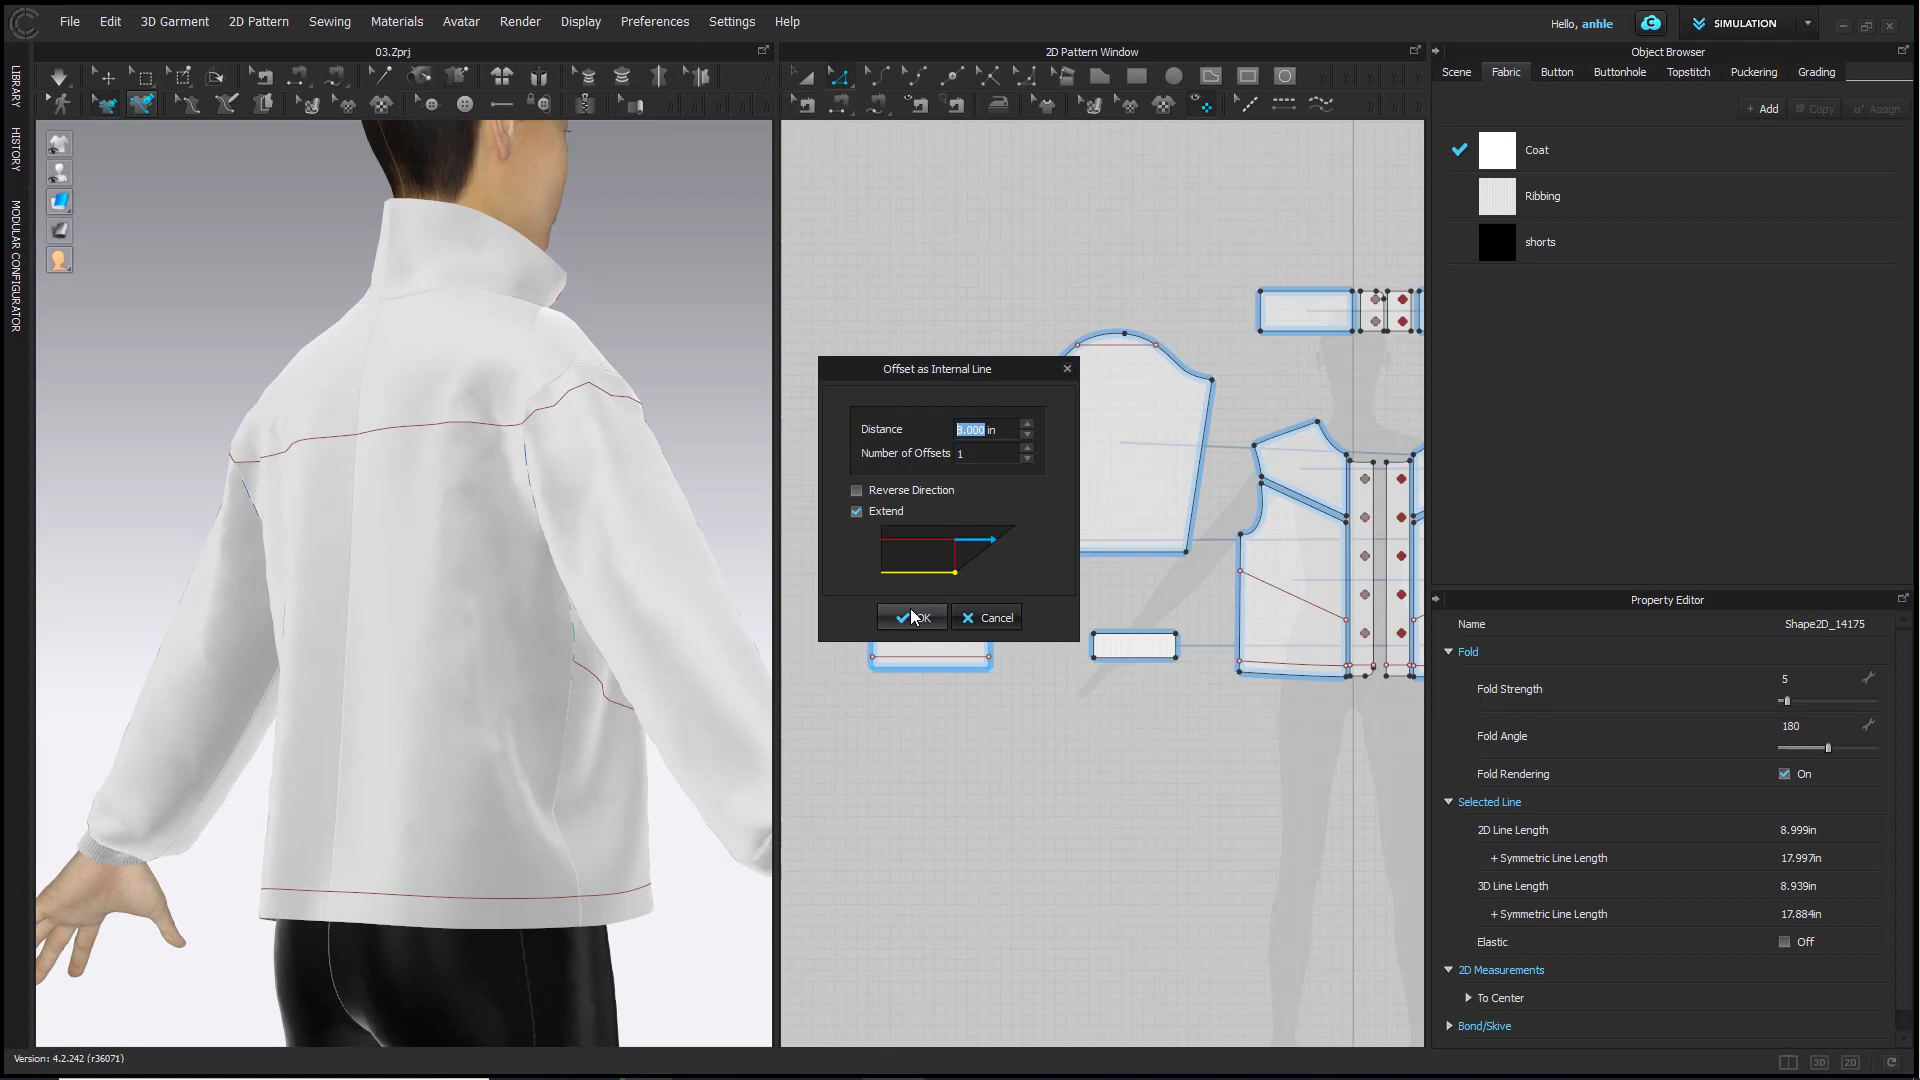 File
Edit
3D Garment
2D Pattern
Sewing
Materials
Avatar
Render
Display
Preferences
Settings
Help
Hello, anhle
SIMULATION
03.Zprj
2D Pattern Window
Object Browser
Scene
Fabric
Button
Buttonhole
Topstitch
Puckering
Grading
+ Add
Copy
Assign
Coat
Ribbing
shorts
LIBRARY
HISTORY
MODULAR CONFIGURATOR
Offset as Internal Line
Distance 3.000 in
Number of Offsets 1
Reverse Direction
Extend
OK
Cancel
Property Editor
Name Shape2D_14175
Fold
Fold Strength 5
Fold Angle 180
Fold Rendering On
Selected Line
2D Line Length 8.999in
+ Symmetric Line Length 17.997in
3D Line Length 8.939in
+ Symmetric Line Length 17.884in
Elastic Off
2D Measurements
To Center
Bond/Skive
Version: 4.2.242 (r36071)
3D
2D